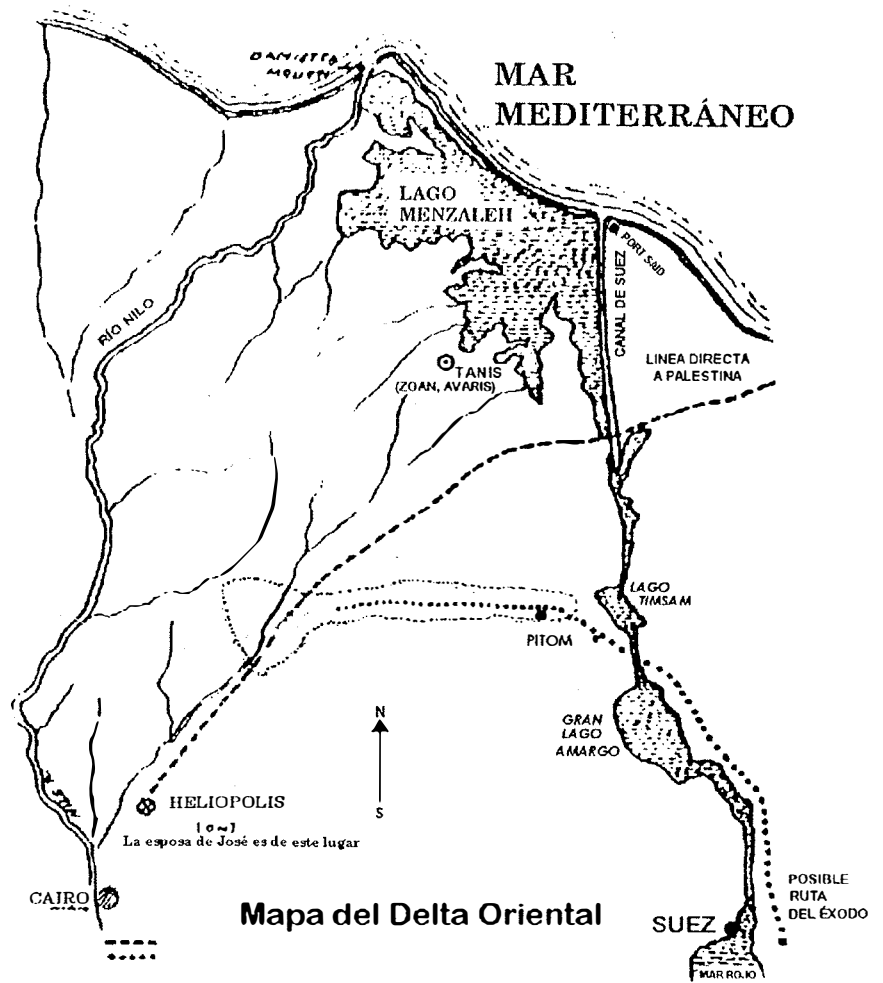 DAMIETTA
MOUTH
MAR
MEDITERRÁNEO
LAGO
MENZALEH
PORT SAID
CANAL DE SUEZ
RÍO NILO
LINEA DIRECTA
A PALESTINA
TANIS
(ZOAN, AVARIS)
LAGO
TIMSAM
PITOM
GRAN
LAGO
AMARGO
N
S
HELIOPOLIS
La esposa de José es de este lugar
CAIRO
Mapa del Delta Oriental
POSIBLE
RUTA
DEL ÉXODO
SUEZ
MAR ROJO